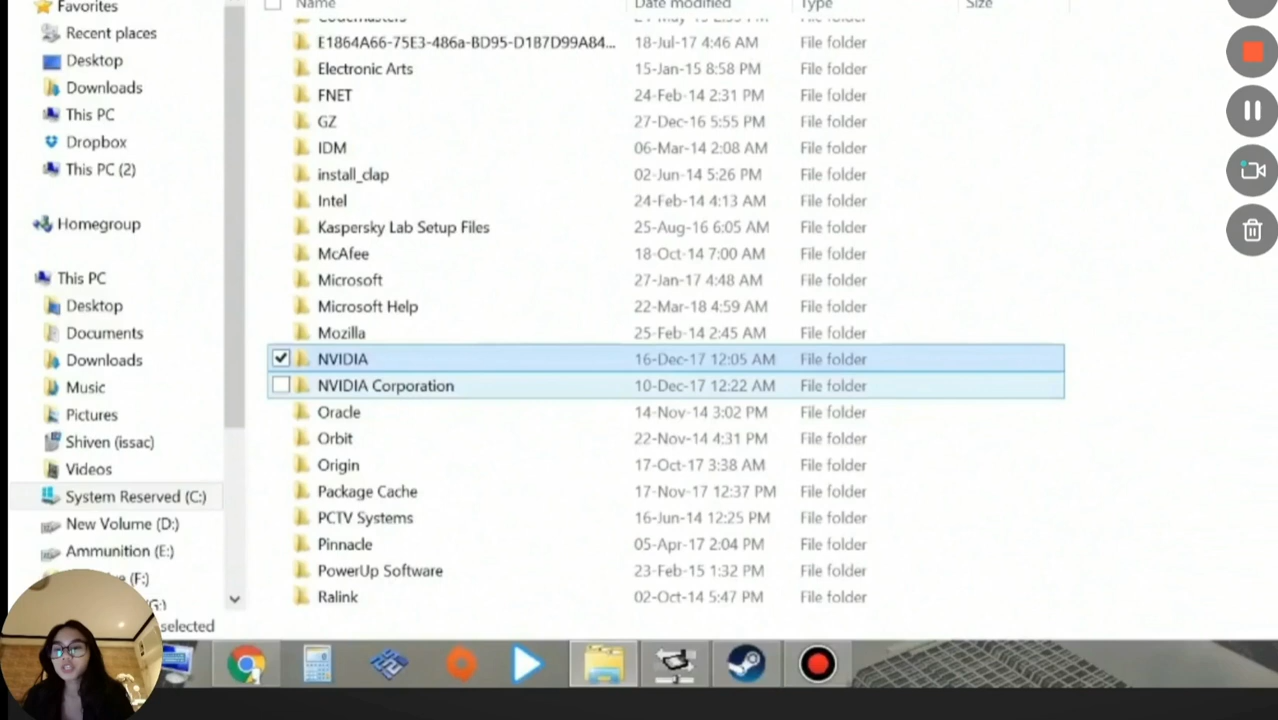 Favorites
Recent places
Desktop
Downloads
This PC
Dropbox
This PC (2)
Homegroup
This PC
Desktop
Documents
Downloads
Music
Pictures
Shiven (issac)
Videos
System Reserved (C:)
New Volume (D:)
Ammunition (E:)
(F:)
selected
Name Date modified Type Size
Codemasters File folder
E1864A66-75E3-486a-BD95-D1B7D99A84... 18-Jul-17 4:46 AM File folder
Electronic Arts 15-Jan-15 8:58 PM File folder
FNET 24-Feb-14 2:31 PM File folder
GZ 27-Dec-16 5:55 PM File folder
IDM 06-Mar-14 2:08 AM File folder
install_clap 02-Jun-14 5:26 PM File folder
Intel 24-Feb-14 4:13 AM File folder
Kaspersky Lab Setup Files 25-Aug-16 6:05 AM File folder
McAfee 18-Oct-14 7:00 AM File folder
Microsoft 27-Jan-17 4:48 AM File folder
Microsoft Help 22-Mar-18 4:59 AM File folder
Mozilla 25-Feb-14 2:45 AM File folder
NVIDIA 16-Dec-17 12:05 AM File folder
NVIDIA Corporation 10-Dec-17 12:22 AM File folder
Oracle 14-Nov-14 3:02 PM File folder
Orbit 22-Nov-14 4:31 PM File folder
Origin 17-Oct-17 3:38 AM File folder
Package Cache 17-Nov-17 12:37 PM File folder
PCTV Systems 16-Jun-14 12:25 PM File folder
Pinnacle 05-Apr-17 2:04 PM File folder
PowerUp Software 23-Feb-15 1:32 PM File folder
Ralink 02-Oct-14 5:47 PM File folder